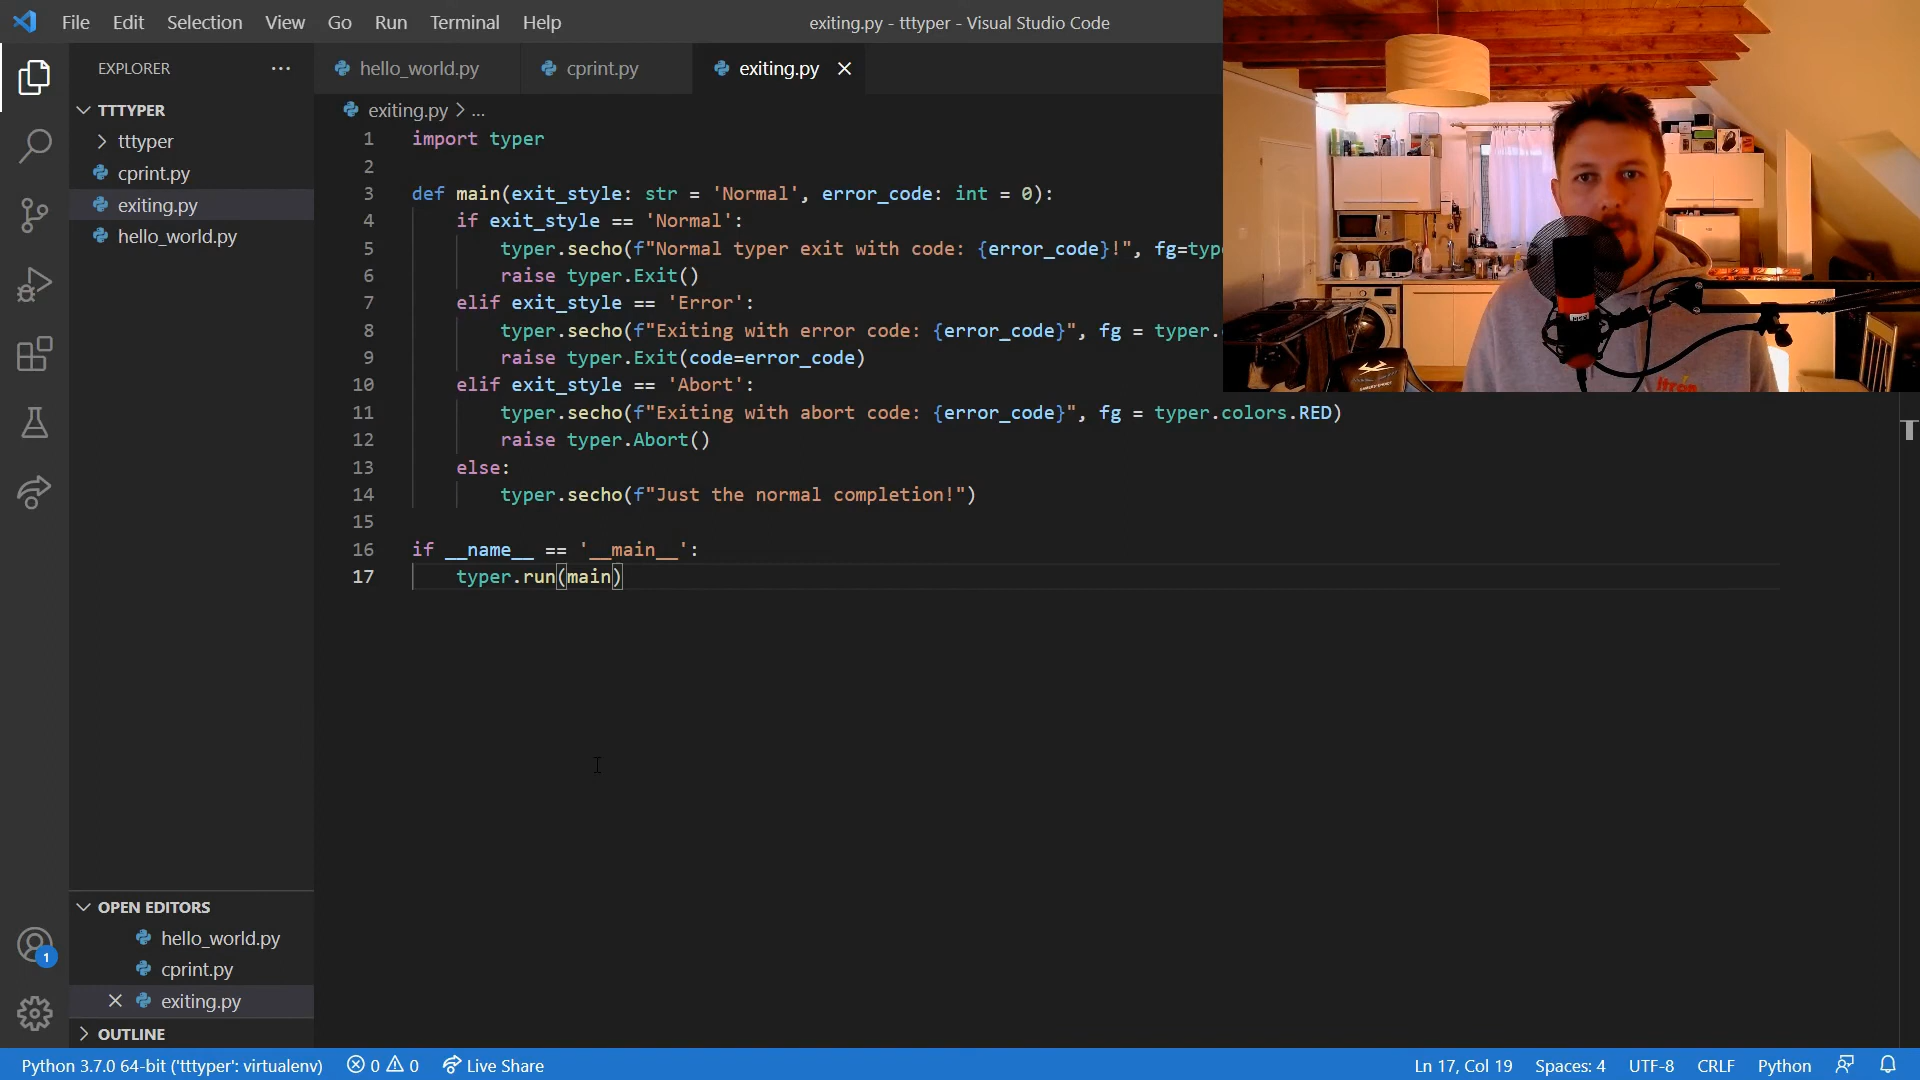 File Edit Selection View Go Run Terminal Help
exiting.py - tttyper - Visual Studio Code
EXPLORER
TTTYPER
tttyper
cprint.py
exiting.py
hello_world.py
OPEN EDITORS
hello_world.py
cprint.py
exiting.py
OUTLINE
hello_world.py cprint.py exiting.py
exiting.py > ...
1 import typer
2
3 def main(exit_style: str = 'Normal', error_code: int = 0):
4 if exit_style == 'Normal':
5 typer.secho(f"Normal typer exit with code: {error_code}!", fg=typ
6 raise typer.Exit()
7 elif exit_style == 'Error':
8 typer.secho(f"Exiting with error code: {error_code}", fg = typer.
9 raise typer.Exit(code=error_code)
10 elif exit_style == 'Abort':
11 typer.secho(f"Exiting with abort code: {error_code}", fg = typer.colors.RED)
12 raise typer.Abort()
13 else:
14 typer.secho(f"Just the normal completion!")
15
16 if __name__ == '__main__':
17 typer.run(main)
Itron
1
Python 3.7.0 64-bit ('tttyper': virtualenv) 0 0 Live Share Ln 17, Col 19 Spaces: 4 UTF-8 CRLF Python